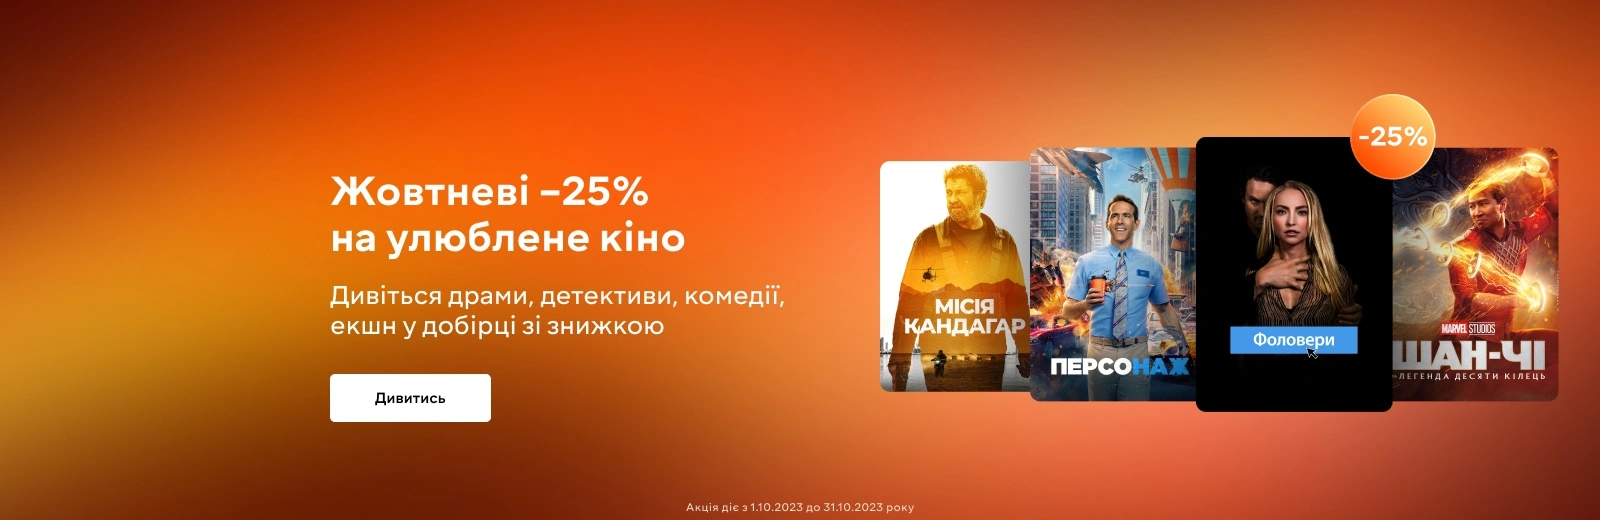 Жовтневі –25%
на улюблене кіно
Дивіться драми, детективи, комедії,
екшн у добірці зі знижкою
Дивитись
-25%
МІСІЯ
КАНДАГАР
ПЕРСОНАЖ
Фоловери
MARVEL STUDIOS
ШАН-ЧІ
ЛЕГЕНДА ДЕСЯТИ КІЛЕЦЬ
Акція діє з 1.10.2023 до 31.10.2023 року